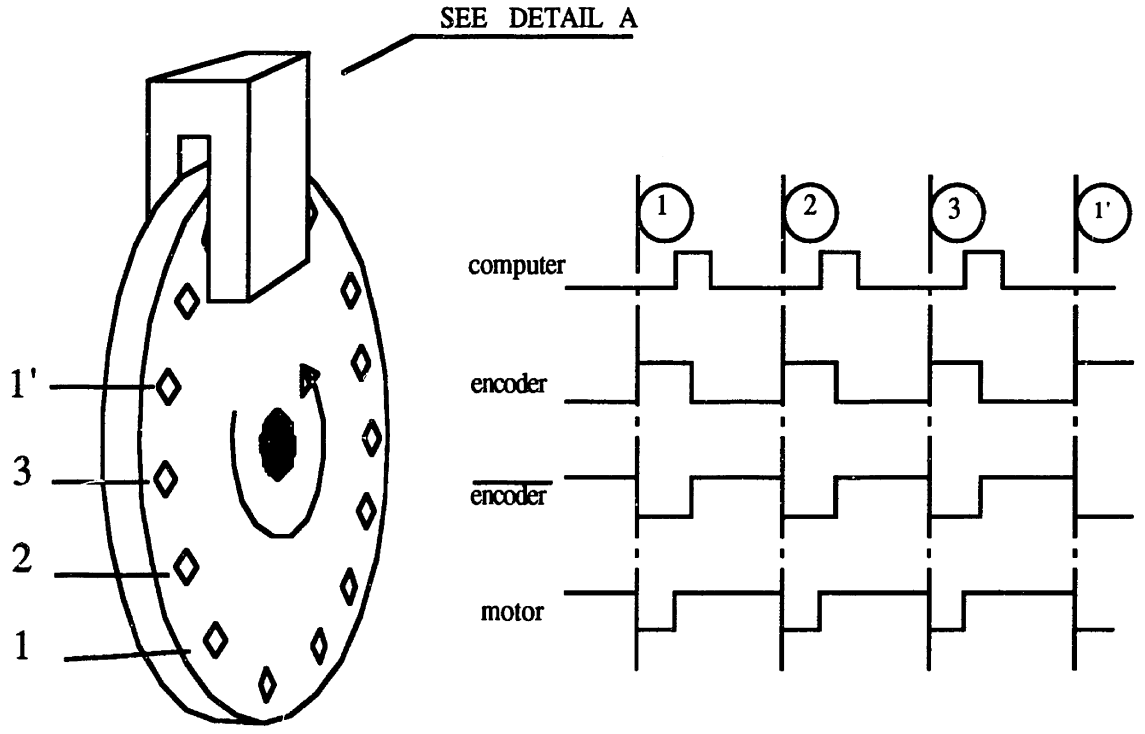 SEE DETAIL A
1'
3
2
1
1 2 3 1'
computer
encoder
encoder
motor